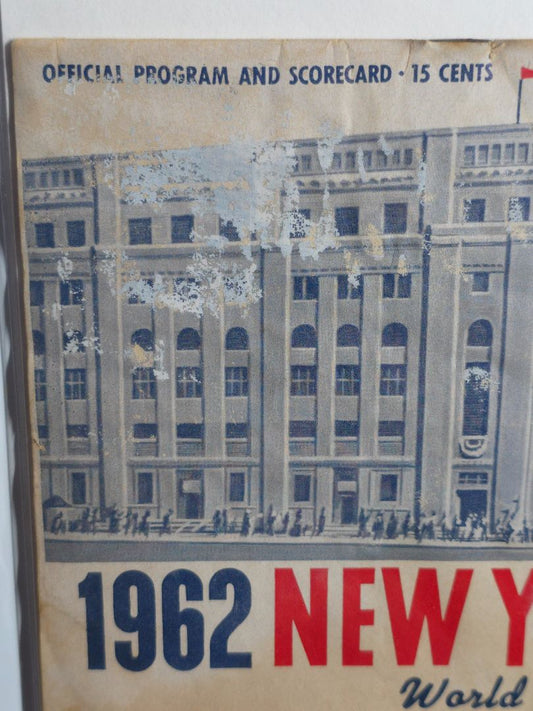 OFFICIAL PROGRAM AND SCORECARD · 15 CENTS
1962 NEW Y
World